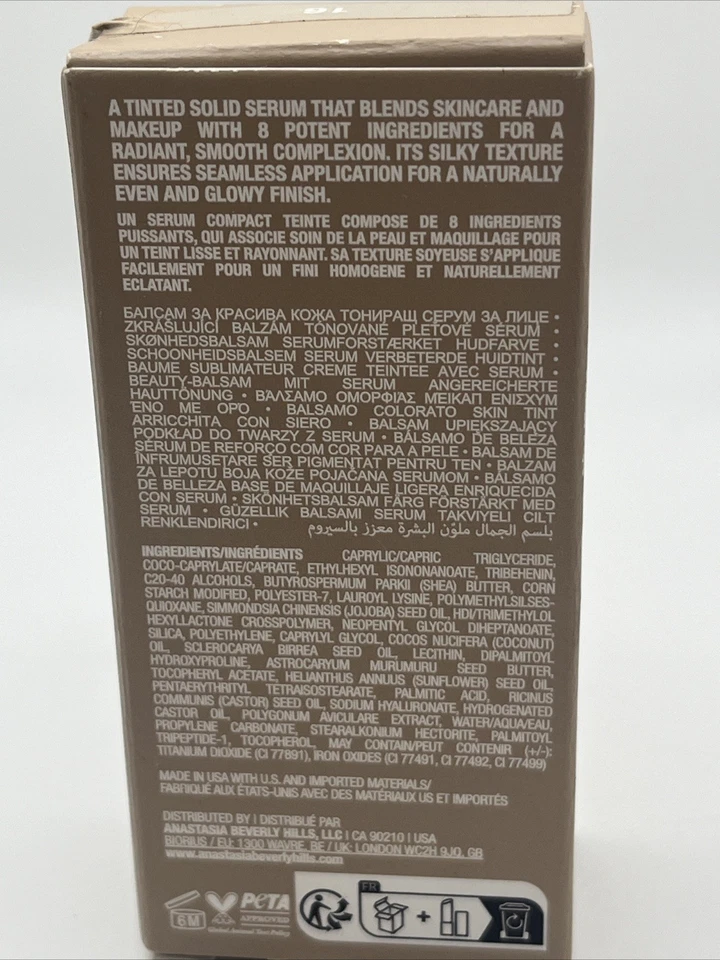 A TINTED SOLID SERUM THAT BLENDS SKINCARE AND
MAKEUP WITH 8 POTENT INGREDIENTS FOR A
RADIANT, SMOOTH COMPLEXION. ITS SILKY TEXTURE
ENSURES SEAMLESS APPLICATION FOR A NATURALLY
EVEN AND GLOWY FINISH.
UN SERUM COMPACT TEINTE COMPOSE DE 8 INGREDIENTS
PUISSANTS, QUI ASSOCIE SOIN DE LA PEAU ET MAQUILLAGE POUR
UN TEINT LISSE ET RAYONNANT. SA TEXTURE SOYEUSE S'APPLIQUE
FACILEMENT POUR UN FINI HOMOGENE ET NATURELLEMENT
ECLATANT.
БАЛСАМ ЗА КРАСИВА КОЖА ТОНИРАЩ СЕРУМ ЗА ЛИЦЕ •
ZKRÁŠLUJÍCÍ BALZÁM TÓNOVANÉ PLEŤOVÉ SÉRUM •
SKØNHEDSBALSAM SERUMFORSTÆRKET HUDFARVE •
SCHOONHEIDSBALSEM SERUM VERBETERDE HUIDTINT •
BAUME SUBLIMATEUR CREME TEINTEE AVEC SERUM •
BEAUTY-BALSAM MIT SERUM ANGEREICHERTE
HAUTTÖNUNG • ΒΆΛΣΑΜΟ ΟΜΟΡΦΙΆΣ ΜΕΙΚΑΠ ΕΝΙΣΧΥΜ
ΈΝΟ ΜΕ ΟΡΌ • BALSAMO COLORATO SKIN TINT
ARRICCHITA CON SIERO • BALSAM UPIĘKSZAJĄCY
PODKŁAD DO TWARZY Z SERUM • BÁLSAMO DE BELEZA
SÉRUM DE REFORÇO COM COR PARA A PELE • BALSAM DE
ÎNFRUMUSEȚARE SER PIGMENTAT PENTRU TEN • BALZAM
ZA LEPOTU BOJA KOŽE POJAČANA SERUMOM • BÁLSAMO
DE BELLEZA BASE DE MAQUILLAJE LIGERA ENRIQUECIDA
CON SERUM • SKÖNHETSBALSAM FÄRG FÖRSTÄRKT MED
SERUM • GÜZELLIK BALSAMI SERUM TAKVIYELI CILT
RENKLENDIRICI • بلسم الجمال ملوّن البشرة معزز بالسيروم
INGREDIENTS/INGRÉDIENTS CAPRYLIC/CAPRIC TRIGLYCERIDE,
COCO-CAPRYLATE/CAPRATE, ETHYLHEXYL ISONONANOATE, TRIBEHENIN,
C20-40 ALCOHOLS, BUTYROSPERMUM PARKII (SHEA) BUTTER, CORN
STARCH MODIFIED, POLYESTER-7, LAUROYL LYSINE, POLYMETHYLSILSES-
QUIOXANE, SIMMONDSIA CHINENSIS (JOJOBA) SEED OIL, HDI/TRIMETHYLOL
HEXYLLACTONE CROSSPOLYMER, NEOPENTYL GLYCOL DIHEPTANOATE,
SILICA, POLYETHYLENE, CAPRYLYL GLYCOL, COCOS NUCIFERA (COCONUT)
OIL, SCLEROCARYA BIRREA SEED OIL, LECITHIN, DIPALMITOYL
HYDROXYPROLINE, ASTROCARYUM MURUMURU SEED BUTTER,
TOCOPHERYL ACETATE, HELIANTHUS ANNUUS (SUNFLOWER) SEED OIL,
PENTAERYTHRITYL TETRAISOSTEARATE, PALMITIC ACID, RICINUS
COMMUNIS (CASTOR) SEED OIL, SODIUM HYALURONATE, HYDROGENATED
CASTOR OIL, POLYGONUM AVICULARE EXTRACT, WATER/AQUA/EAU,
PROPYLENE CARBONATE, STEARALKONIUM HECTORITE, PALMITOYL
TRIPEPTIDE-1, TOCOPHEROL, MAY CONTAIN/PEUT CONTENIR (+/-):
TITANIUM DIOXIDE (CI 77891), IRON OXIDES (CI 77491, CI 77492, CI 77499)
MADE IN USA WITH U.S. AND IMPORTED MATERIALS/
FABRIQUÉ AUX ÉTATS-UNIS AVEC DES MATÉRIAUX US ET IMPORTÉS
DISTRIBUTED BY | DISTRIBUÉ PAR
ANASTASIA BEVERLY HILLS, LLC | CA 90210 | USA
BIORIUS / EU: 1300 WAVRE, BE / UK: LONDON WC2H 9JQ, GB
www.anastasiabeverlyhills.com
6M
PETA
APPROVED
Global Animal Test Policy
FR
+